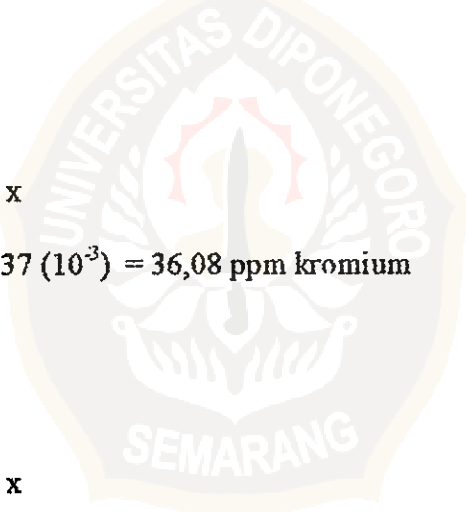 UNIVERSITAS DIPONEGORO
x
37 (10⁻³) = 36,08 ppm kromium
SEMARANG
x